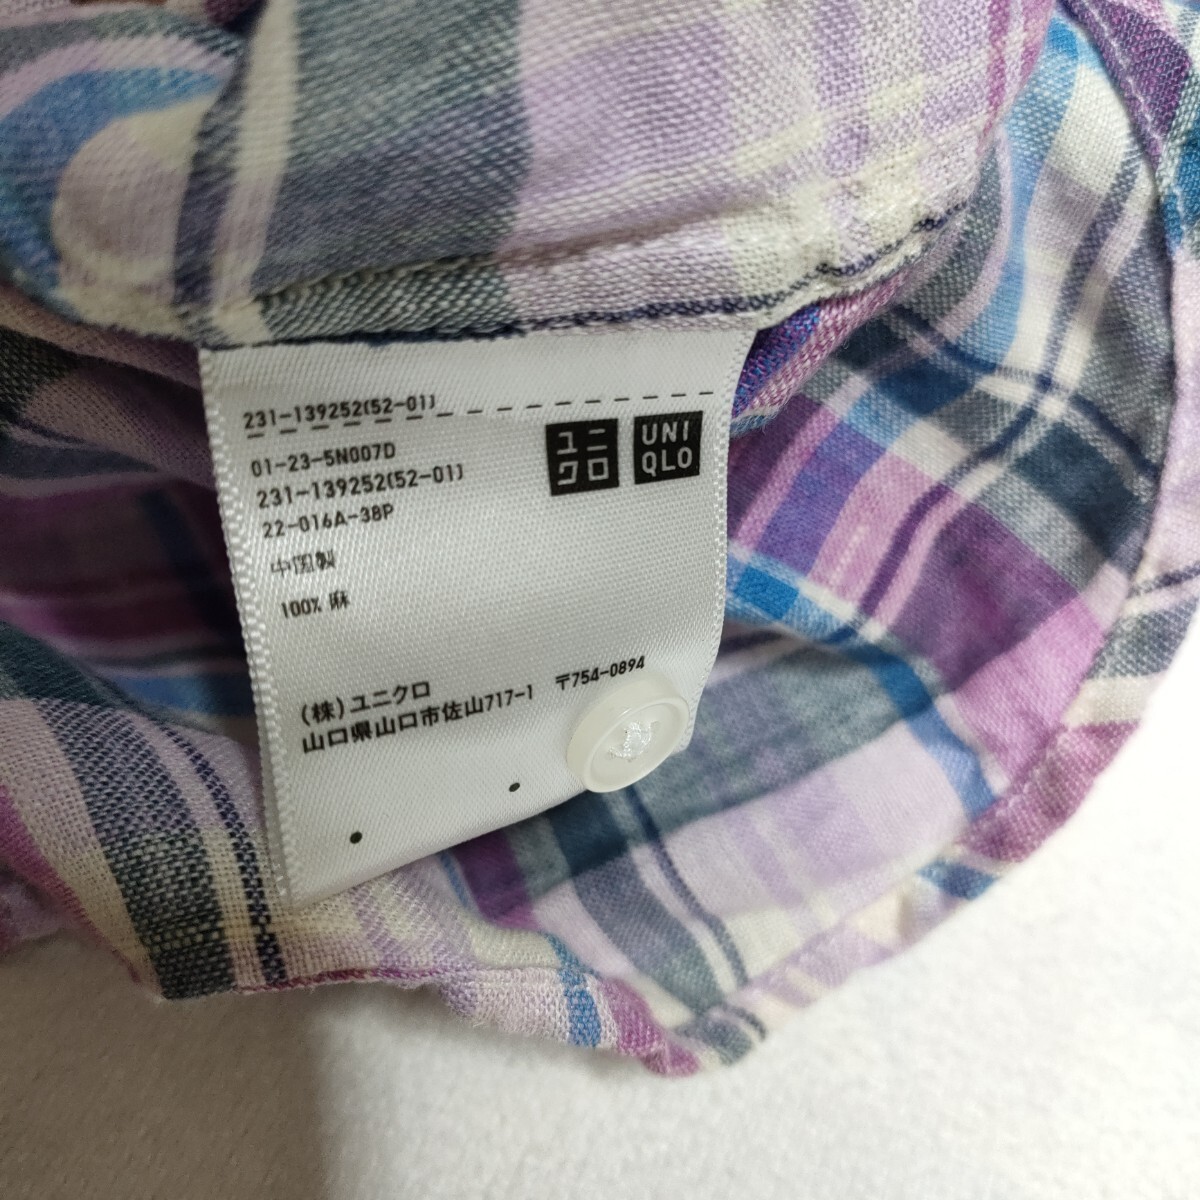 231-139252(52-01)
01-23-5N007D
231-139252(52-01)
22-016A-38P
中国製
100% 麻
ユニ
クロ
UNI
QLO
(株)ユニクロ
山口県山口市佐山717-1 〒754-0894